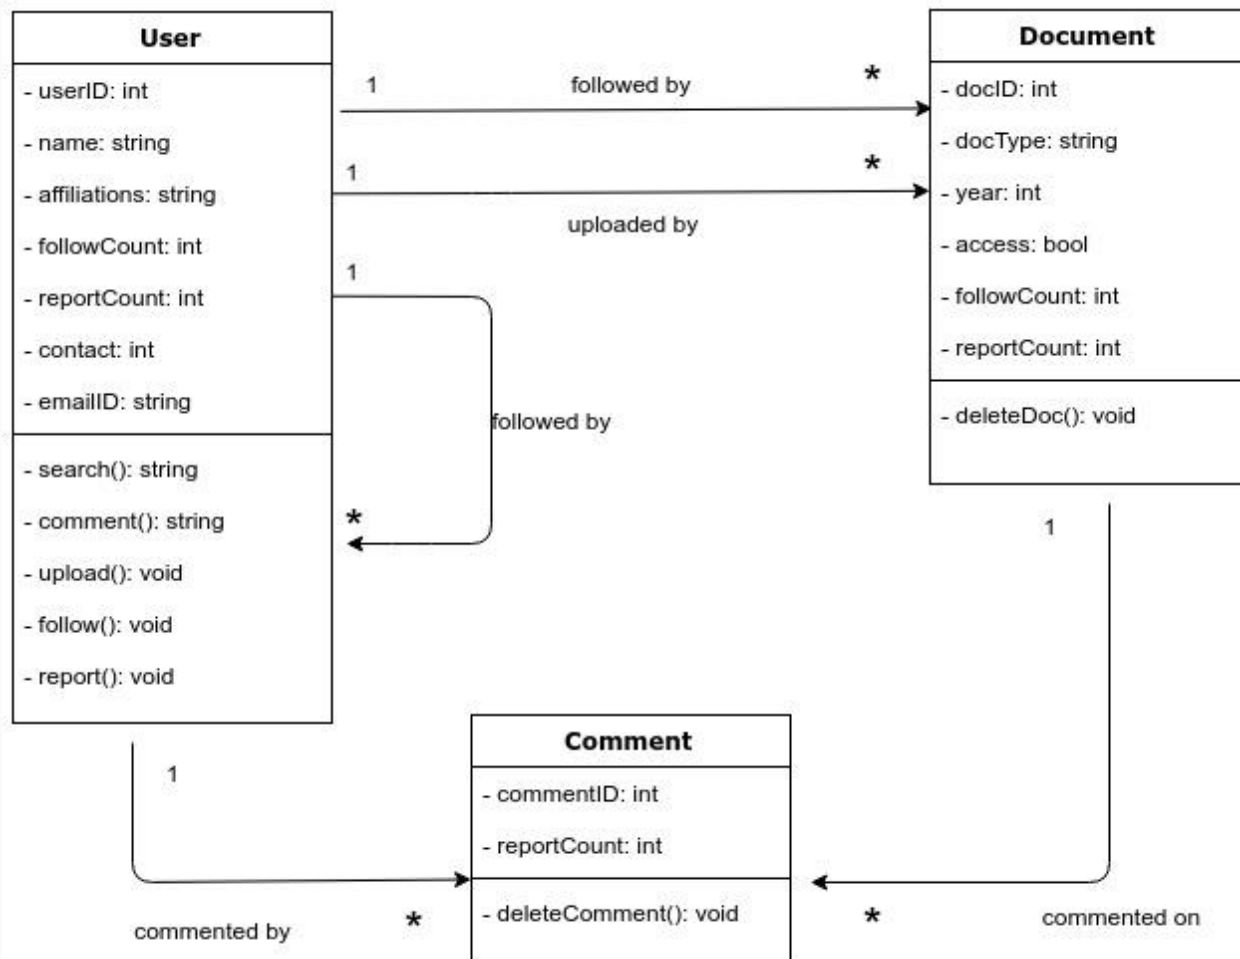 User
- userID: int
- name: string
- affiliations: string
- followCount: int
- reportCount: int
- contact: int
- emailID: string
- search(): string
- comment(): string
- upload(): void
- follow(): void
- report(): void
1
followed by
*
1
uploaded by
*
1
followed by
*
Document
- docID: int
- docType: string
- year: int
- access: bool
- followCount: int
- reportCount: int
- deleteDoc(): void
1
commented on
*
1
commented by
*
Comment
- commentID: int
- reportCount: int
- deleteComment(): void